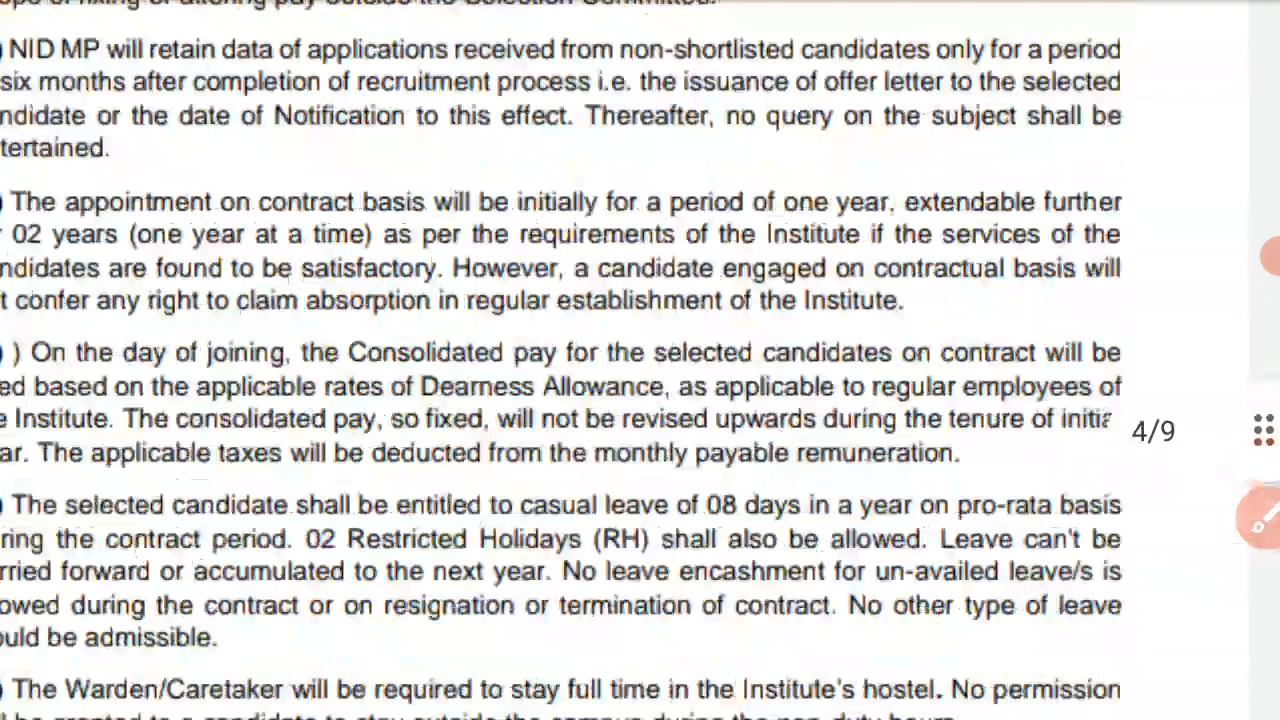 NID MP will retain data of applications received from non-shortlisted candidates only for a period
six months after completion of recruitment process i.e. the issuance of offer letter to the selected
ndidate or the date of Notification to this effect. Thereafter, no query on the subject shall be
tertained.
The appointment on contract basis will be initially for a period of one year, extendable further
02 years (one year at a time) as per the requirements of the Institute if the services of the
ndidates are found to be satisfactory. However, a candidate engaged on contractual basis will
t confer any right to claim absorption in regular establishment of the Institute.
) On the day of joining, the Consolidated pay for the selected candidates on contract will be
ed based on the applicable rates of Dearness Allowance, as applicable to regular employees of
e Institute. The consolidated pay, so fixed, will not be revised upwards during the tenure of initia
4/9
ar. The applicable taxes will be deducted from the monthly payable remuneration.
The selected candidate shall be entitled to casual leave of 08 days in a year on pro-rata basis
ring the contract period. 02 Restricted Holidays (RH) shall also be allowed. Leave can't be
rried forward or accumulated to the next year. No leave encashment for un-availed leave/s is
owed during the contract or on resignation or termination of contract. No other type of leave
ould be admissible.
The Warden/Caretaker will be required to stay full time in the Institute's hostel. No permission